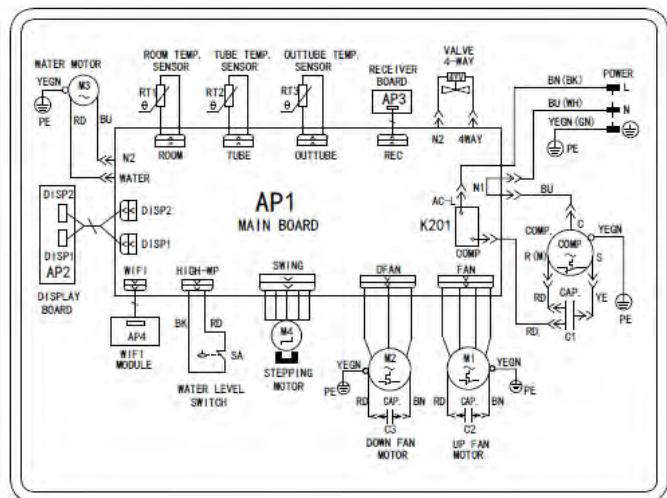 WATER MOTOR
YEGN
M3
~
PE
RD
BU
ROOM TEMP.
SENSOR
RT1
θ
ROOM
TUBE TEMP.
SENSOR
RT2
θ
TUBE
OUTTUBE TEMP.
SENSOR
RT3
θ
OUTTUBE
RECEIVER
BOARD
AP3
REC
VALVE
4-WAY
4YV
N2
4WAY
BN(BK)
POWER
L
BU(WH)
N
YEGN(GN)
PE
N2
WATER
AP1
MAIN BOARD
AC-L
K201
COMP
N1
BU
DISP2
DISP1
AP2
DISPLAY
BOARD
DISP2
DISP1
COMP.
C
YEGN
COMP
~
R(M)
S
RD
CAP.
YE
C1
RD
PE
WIFI
AP4
WIFI
MODULE
HIGH-WP
BK
RD
SA
WATER LEVEL
SWITCH
SWING
M4
STEPPING
MOTOR
DFAN
M2
YEGN
PE
RD
CAP.
BN
C3
DOWN FAN
MOTOR
FAN
M1
YEGN
PE
RD
CAP.
BN
C2
UP FAN
MOTOR